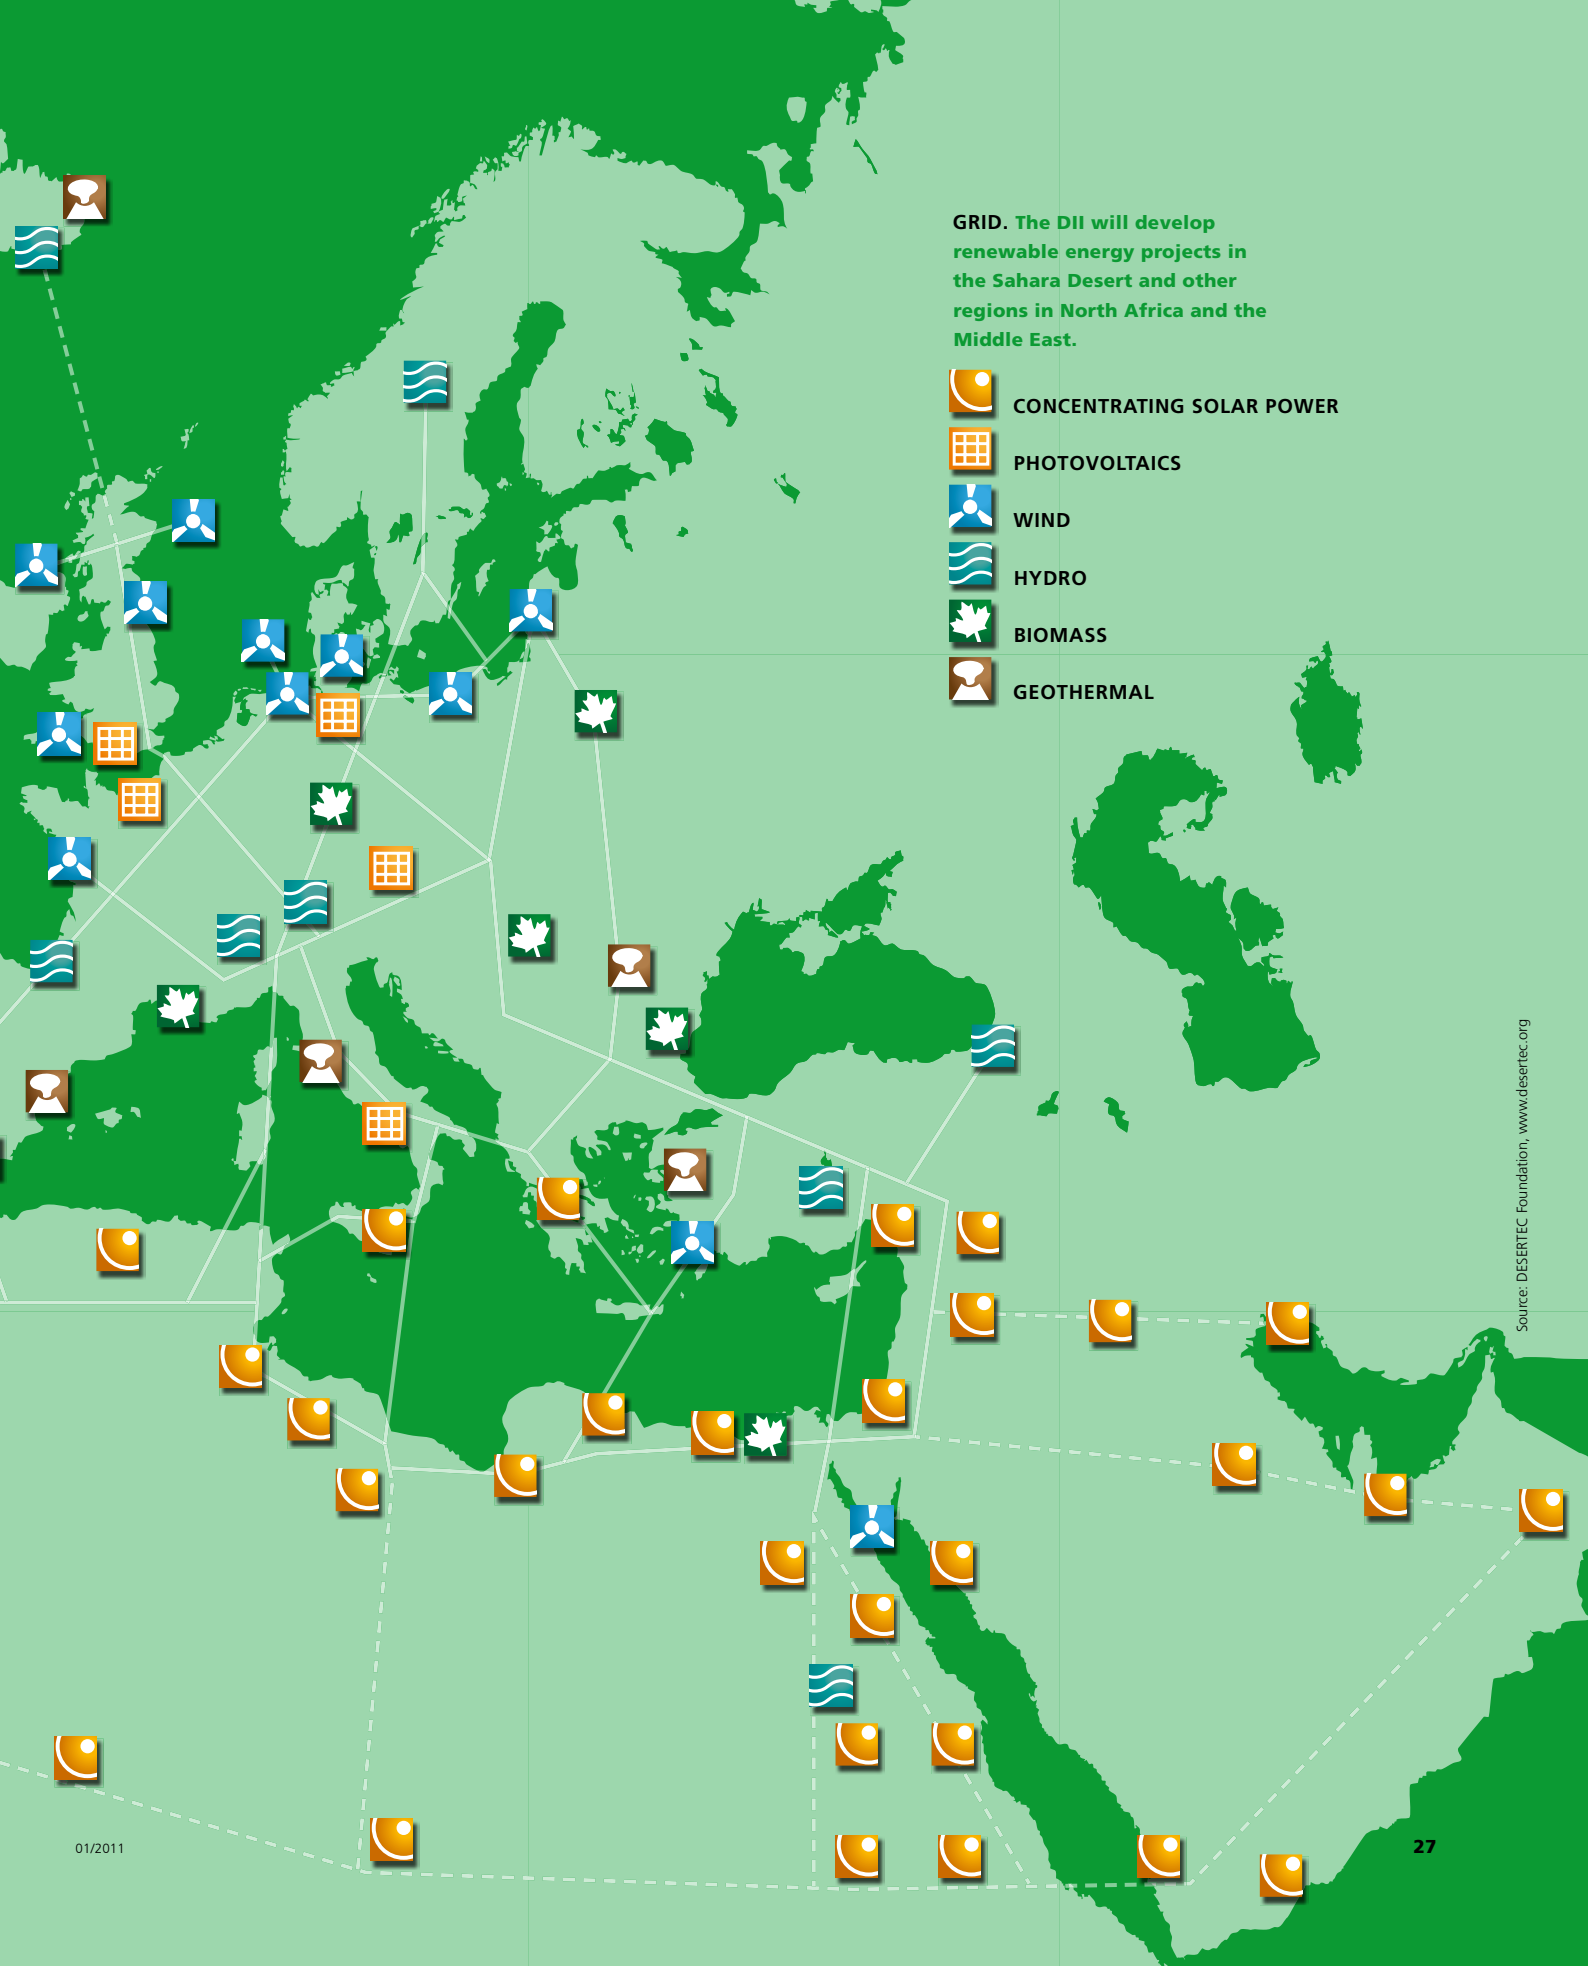 GRID. The DII will develop
renewable energy projects in
the Sahara Desert and other
regions in North Africa and the
Middle East.
CONCENTRATING SOLAR POWER
PHOTOVOLTAICS
WIND
HYDRO
BIOMASS
GEOTHERMAL
Source: DESERTEC Foundation, www.desertec.org
01/2011
27